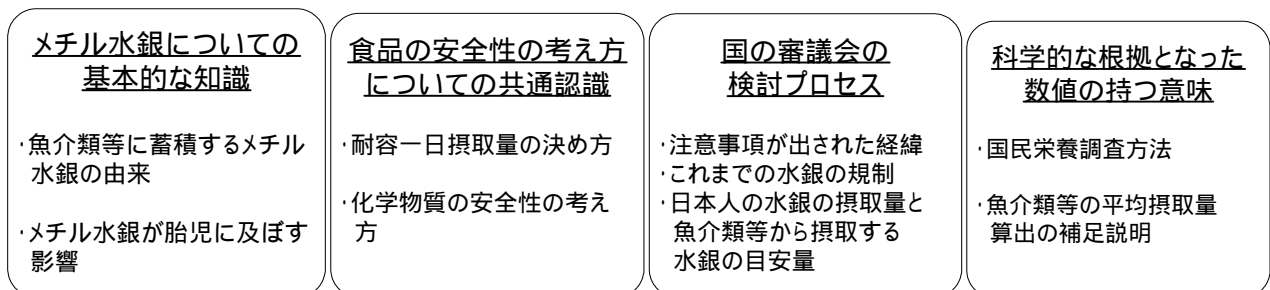 メチル水銀についての
基本的な知識
・魚介類等に蓄積するメチル
水銀の由来
・メチル水銀が胎児に及ぼす
影響
食品の安全性の考え方
についての共通認識
・耐容一日摂取量の決め方
・化学物質の安全性の考え
方
国の審議会の
検討プロセス
・注意事項が出された経緯
・これまでの水銀の規制
・日本人の水銀の摂取量と
魚介類等から摂取する
水銀の目安量
科学的な根拠となった
数値の持つ意味
・国民栄養調査方法
・魚介類等の平均摂取量
算出の補足説明